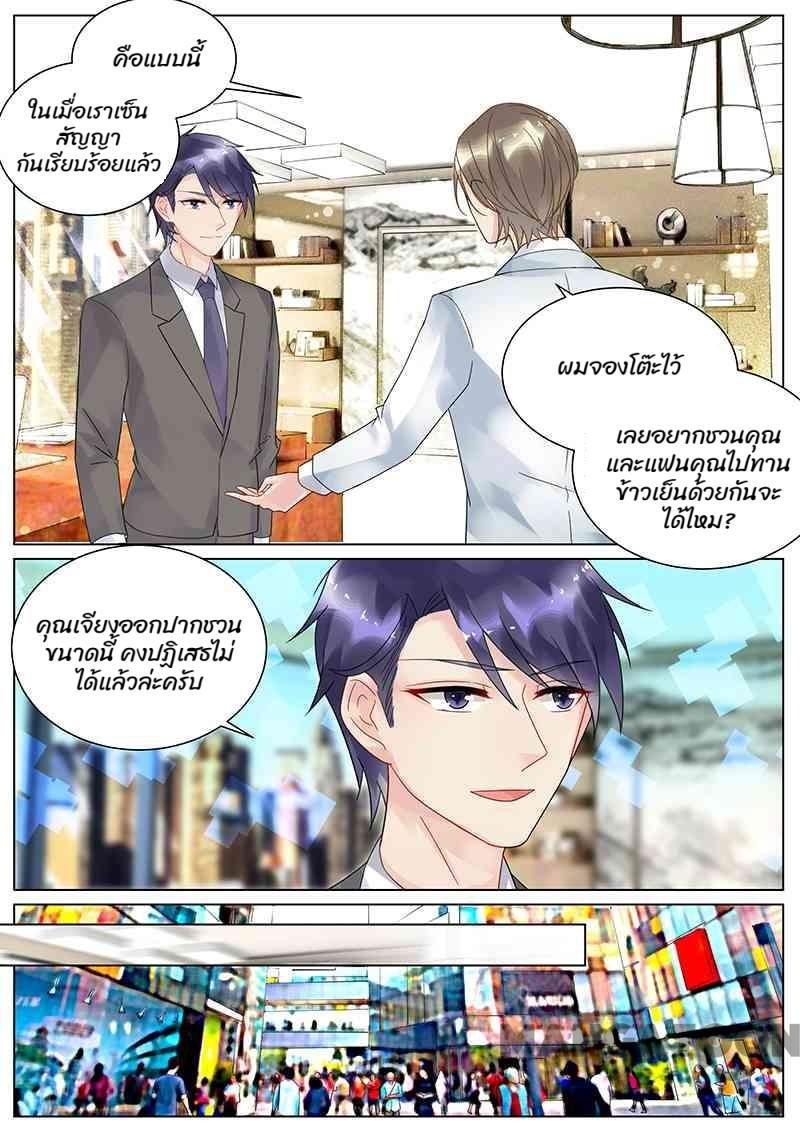 คือแบบนี้
ในเมื่อเราเซ็น
สัญญา
กันเรียบร้อยแล้ว
ผมจองโต๊ะไว้
เลยอยากชวนคุณ
และแฟนคุณไปทาน
ข้าวเย็นด้วยกันจะ
ได้ไหม?
คุณเจียงออกปากชวน
ขนาดนี้ คงปฏิเสธไม่
ได้แล้วล่ะครับ